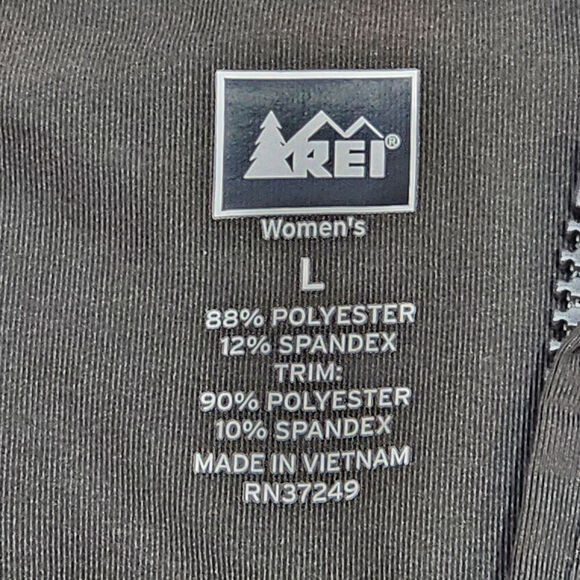 REI®
Women's
L
88% POLYESTER
12% SPANDEX
TRIM:
90% POLYESTER
10% SPANDEX
MADE IN VIETNAM
RN37249